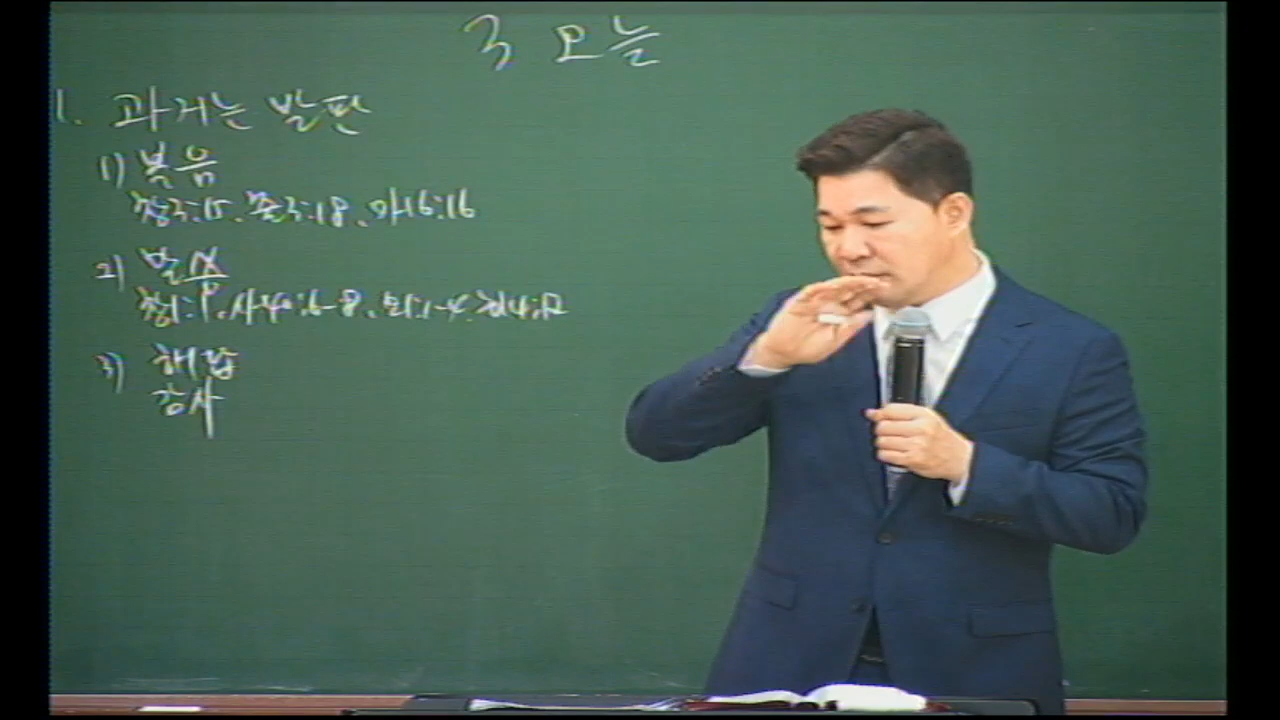 3 오늘
1. 과거는 발판
1) 복음
창3:15. 출3:18. 마16:16
2) 말씀
창1:1. 사40:6-8. 요1:1-4. 히4:12
3) 해답
감사